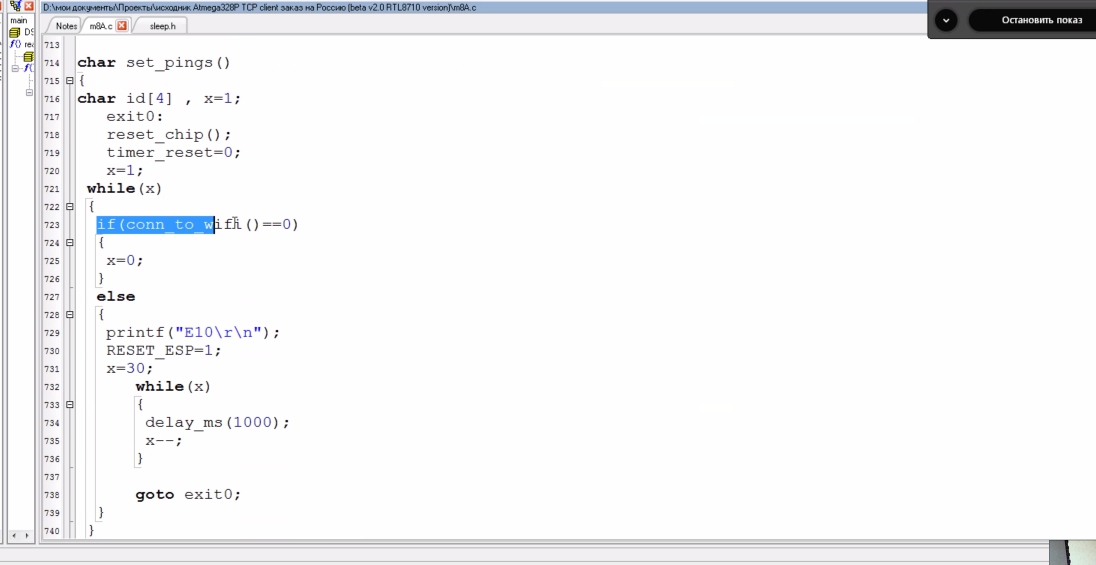 D:\мои документы\Проекты\исходник Atmega328P TCP client заказ на Россию (beta v2.0 RTL8710 version)\m8A.c
Остановить показ
main
Notes
m8A.c
sleep.h
713
714 char set_pings()
715 {
716 char id[4] , x=1;
717 exit0:
718 reset_chip();
719 timer_reset=0;
720 x=1;
721 while(x)
722 {
723 if(conn_to_wifi()==0)
724 {
725 x=0;
726 }
727 else
728 {
729 printf("E10\r\n");
730 RESET_ESP=1;
731 x=30;
732 while(x)
733 {
734 delay_ms(1000);
735 x--;
736 }
737
738 goto exit0;
739 }
740 }